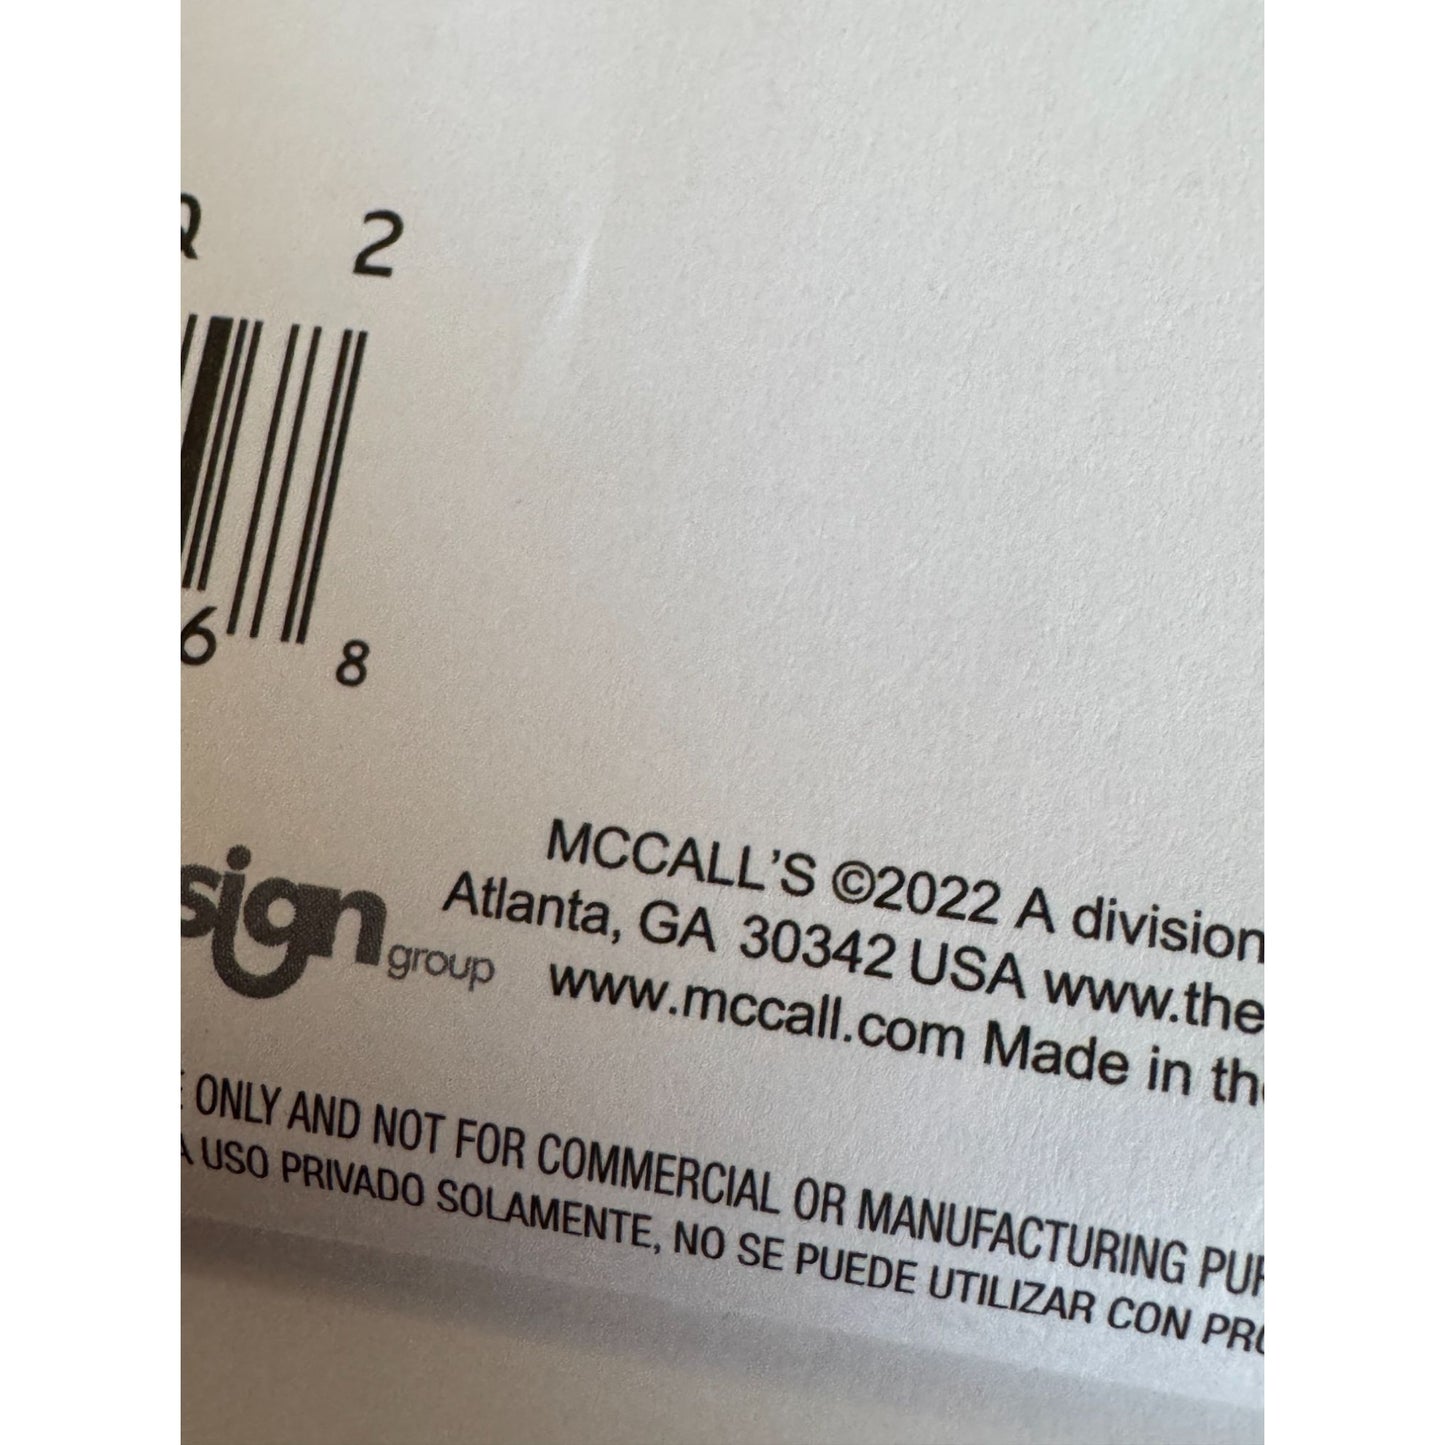 2
6 8
sign group
MCCALL'S ©2022 A division
Atlanta, GA 30342 USA www.the
www.mccall.com Made in the
ONLY AND NOT FOR COMMERCIAL OR MANUFACTURING
USO PRIVADO SOLAMENTE, NO SE PUEDE UTILIZAR CON